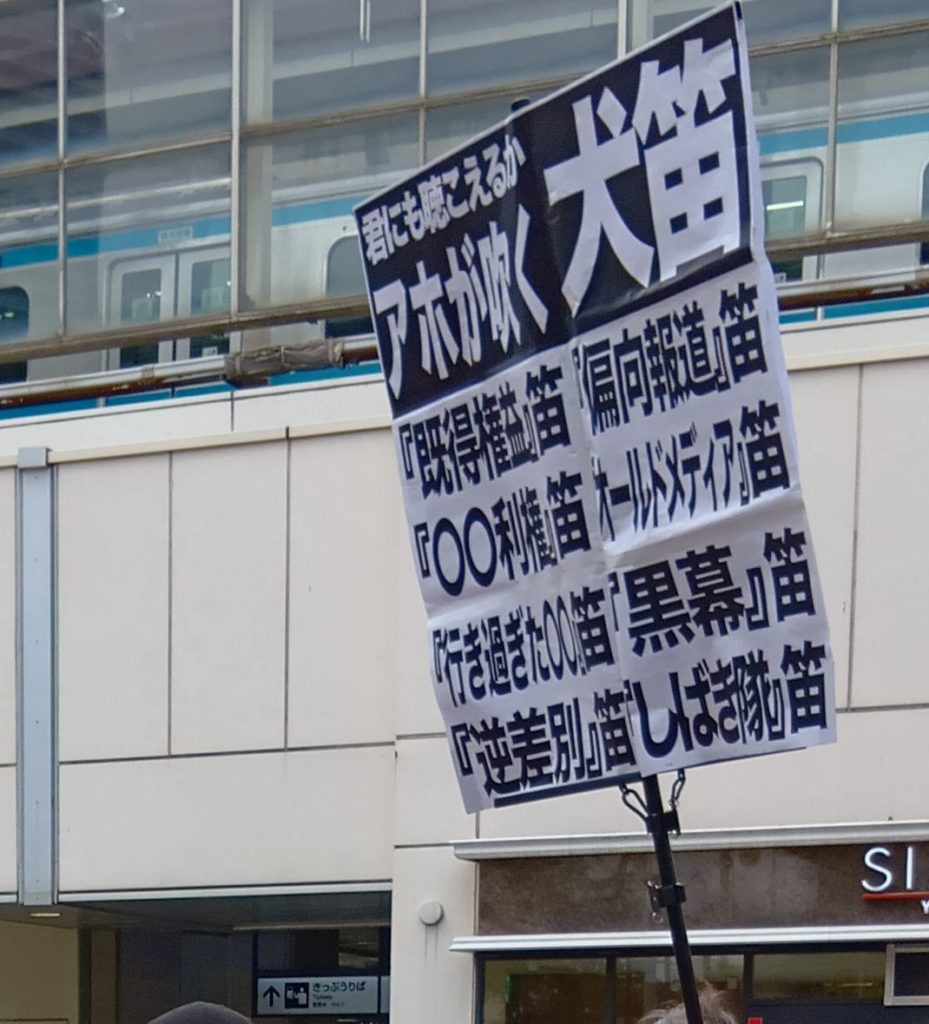 君にも聴こえるか
アホが吹く
犬笛
『既得権益』笛
『偏向報道』笛
『〇〇利権』笛
『オールドメディア』笛
『行き過ぎた〇〇』笛
『黒幕』笛
『逆差別』笛
『しばき隊』笛
きっぷうりば
Tickets
SI